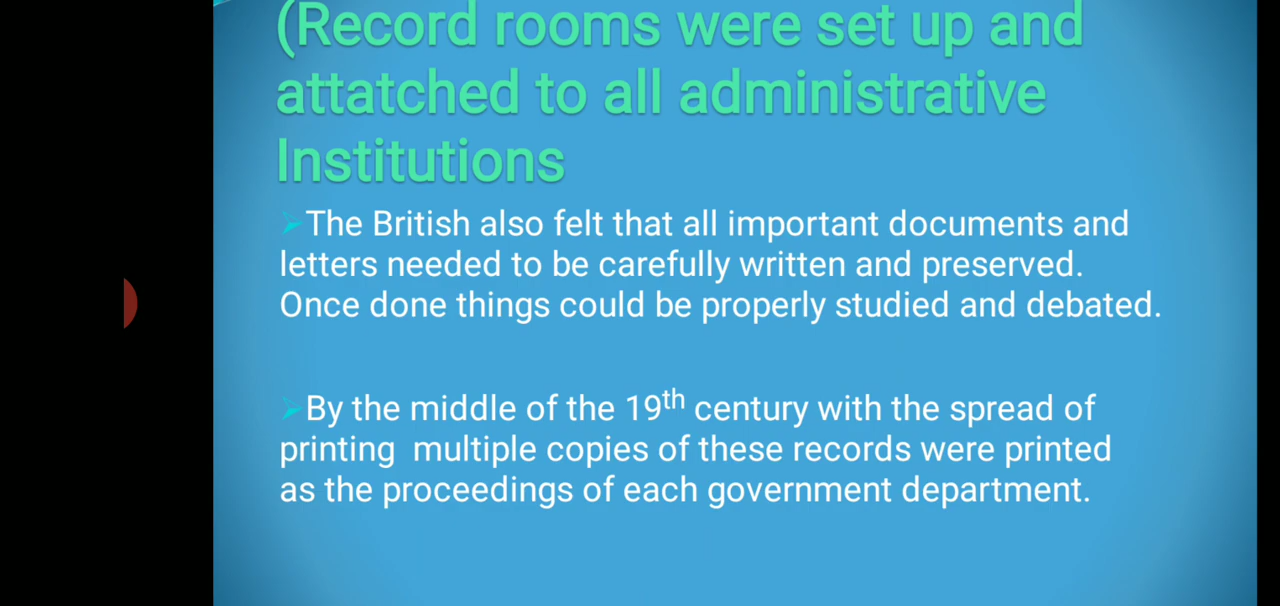 (Record rooms were set up and
attatched to all administrative
Institutions
➢The British also felt that all important documents and
letters needed to be carefully written and preserved.
Once done things could be properly studied and debated.
➢By the middle of the 19th century with the spread of
printing  multiple copies of these records were printed
as the proceedings of each government department.